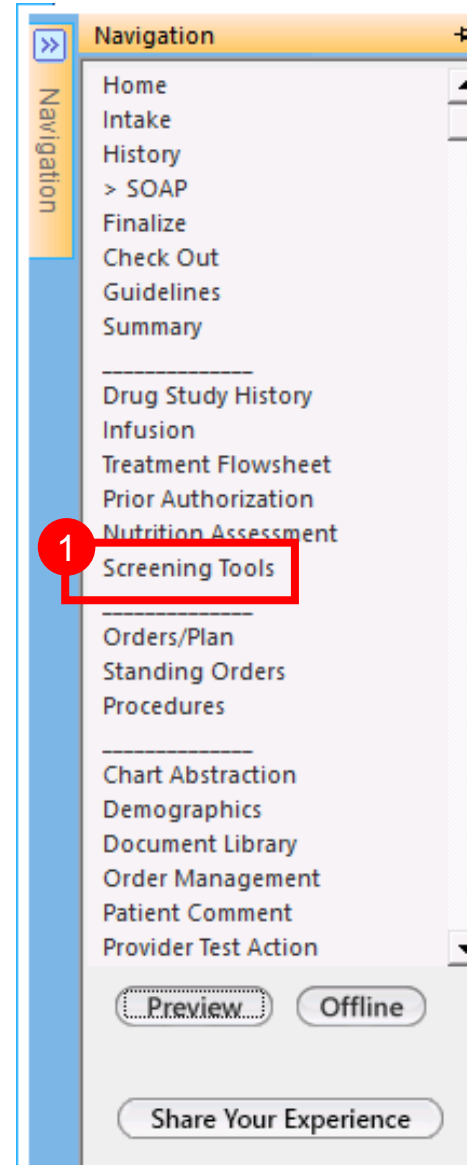 Navigation
Navigation
Home
Intake
History
> SOAP
Finalize
Check Out
Guidelines
Summary
______________
Drug Study History
Infusion
Treatment Flowsheet
Prior Authorization
Nutrition Assessment
1
Screening Tools
______________
Orders/Plan
Standing Orders
Procedures
______________
Chart Abstraction
Demographics
Document Library
Order Management
Patient Comment
Provider Test Action
Preview Offline
Share Your Experience